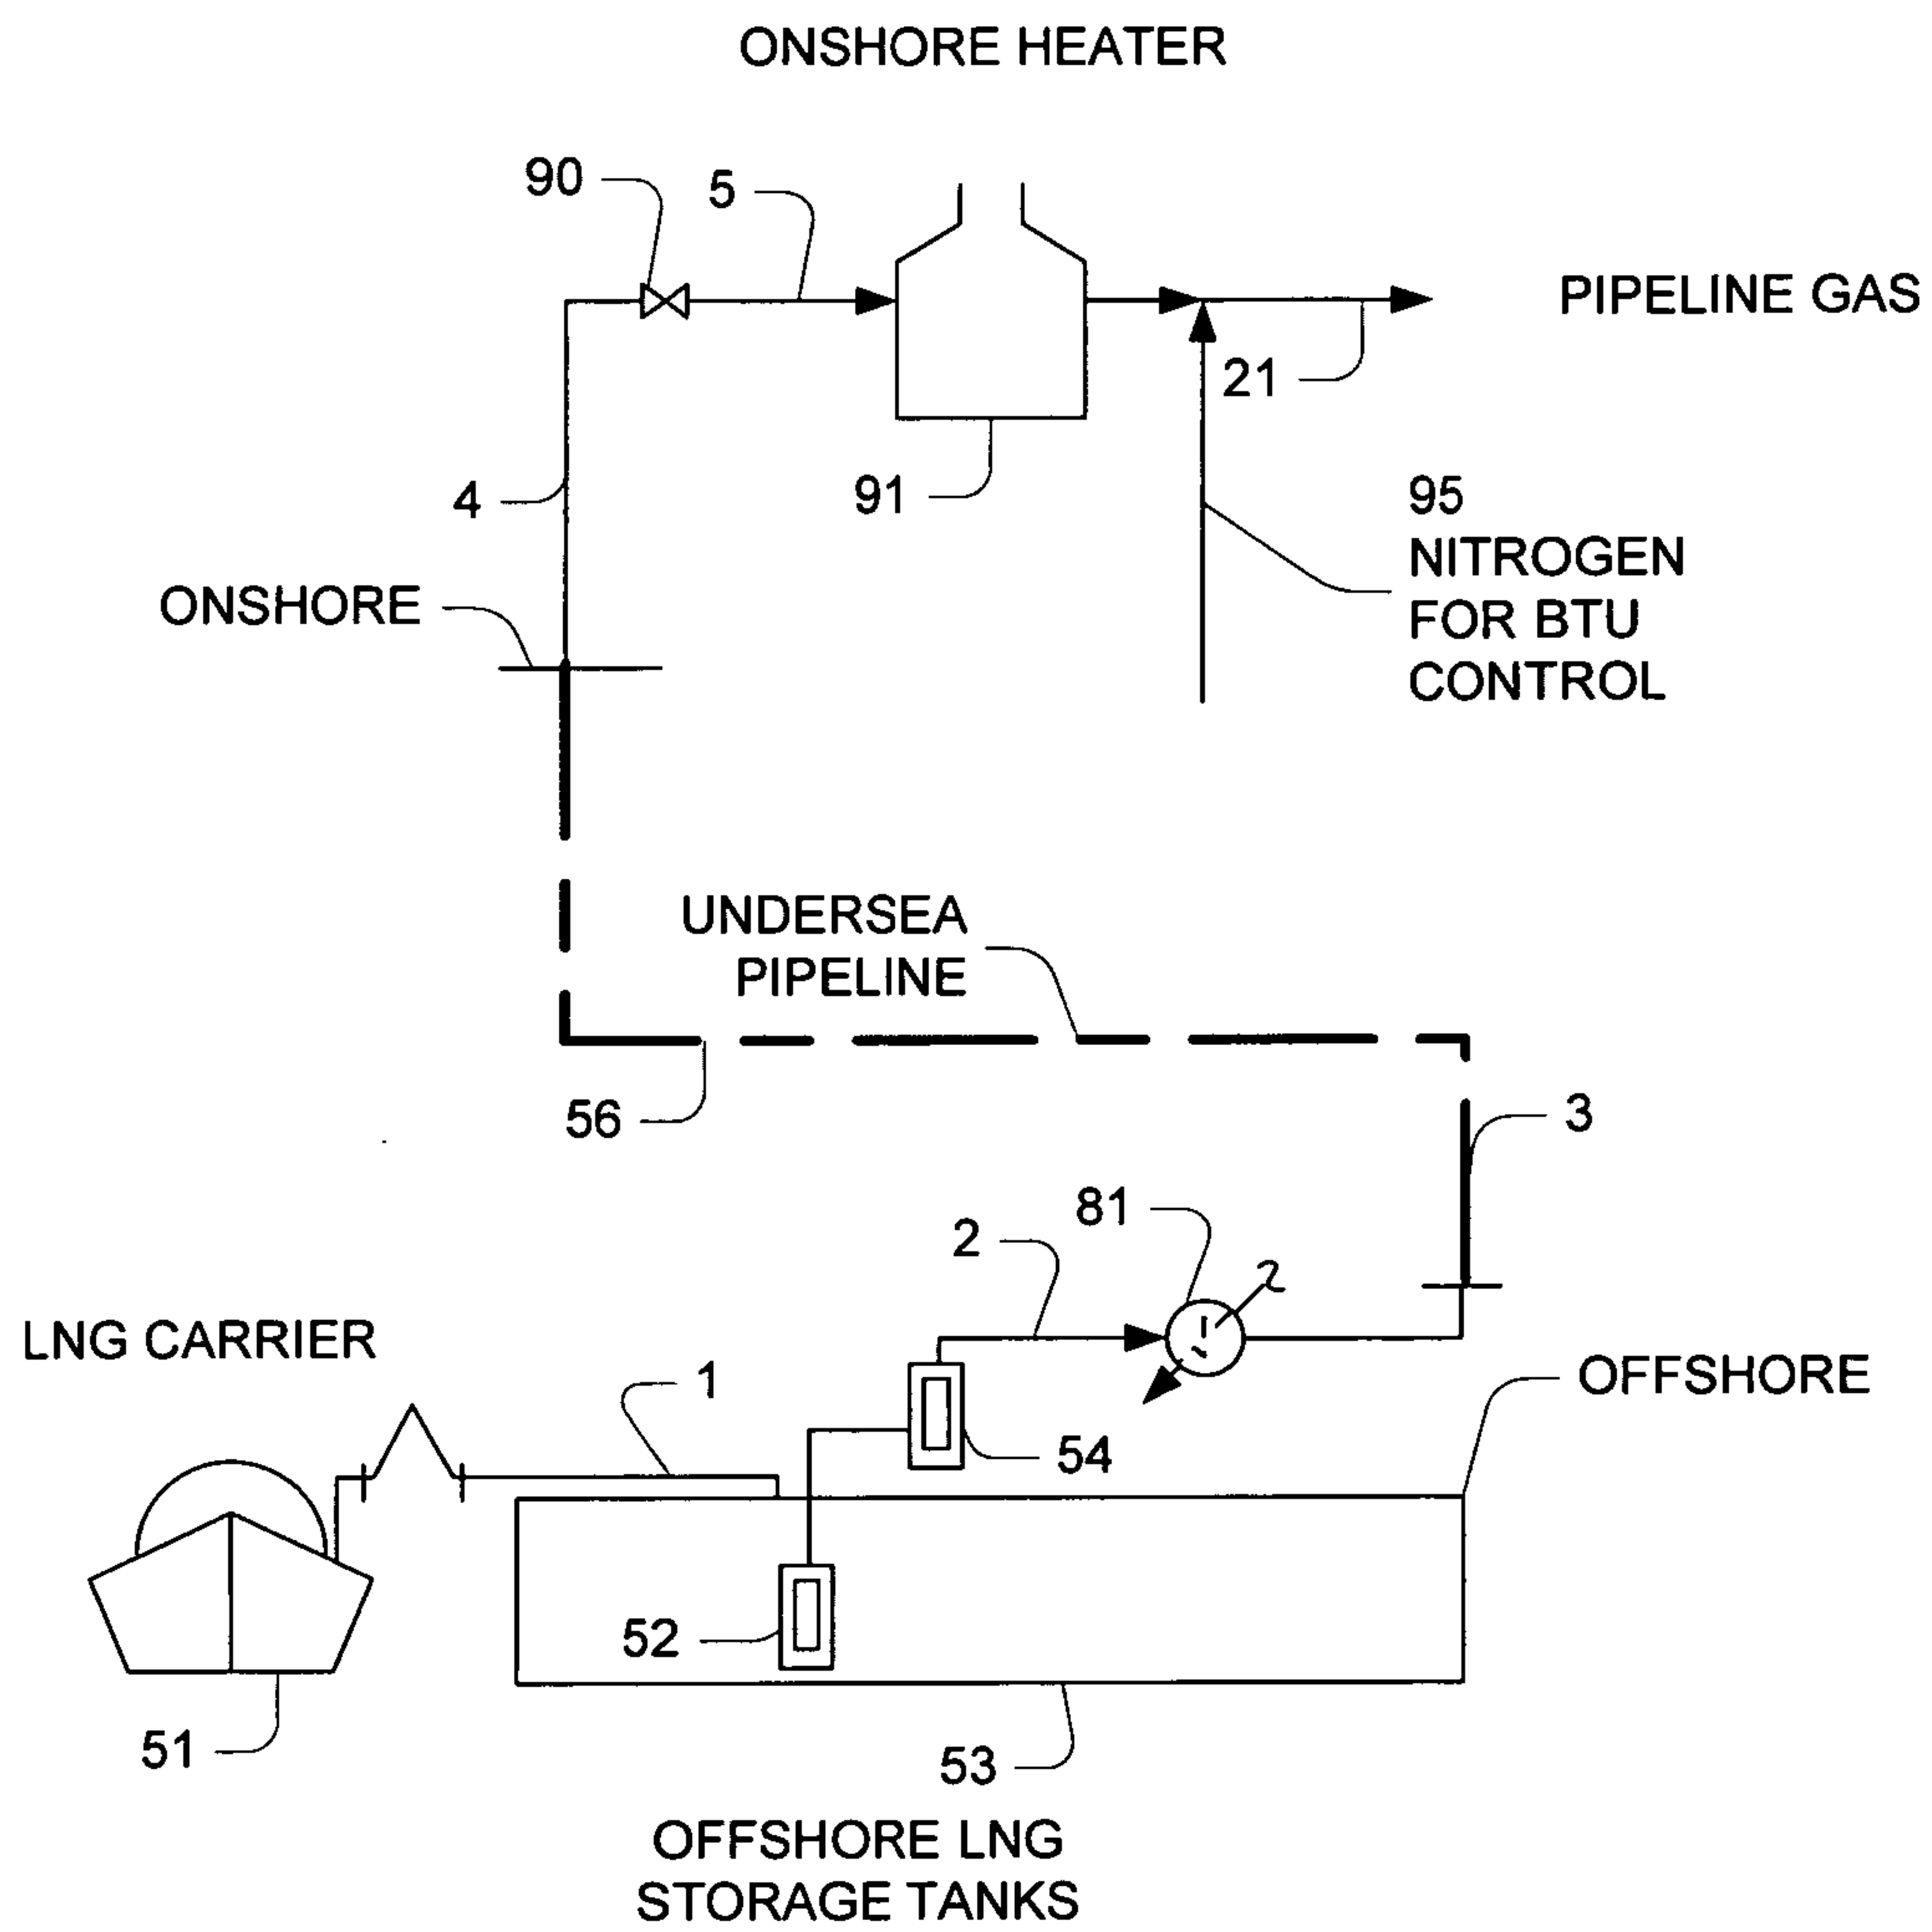 ONSHORE HEATER
90
5
PIPELINE GAS
21
4
91
95
NITROGEN
FOR BTU
CONTROL
ONSHORE
UNDERSEA
PIPELINE
56
3
81
2
LNG CARRIER
1
OFFSHORE
54
52
51
53
OFFSHORE LNG
STORAGE TANKS